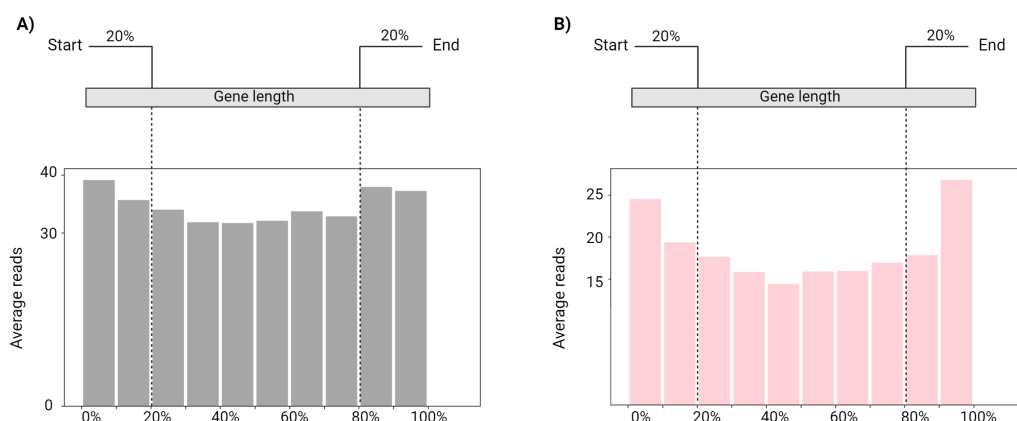 A)
Start 20% 20% End
Gene length
40
30
0
Average reads
0% 20% 40% 60% 80% 100%
B)
Start 20% 20% End
Gene length
25
20
15
Average reads
0% 20% 40% 60% 80% 100%